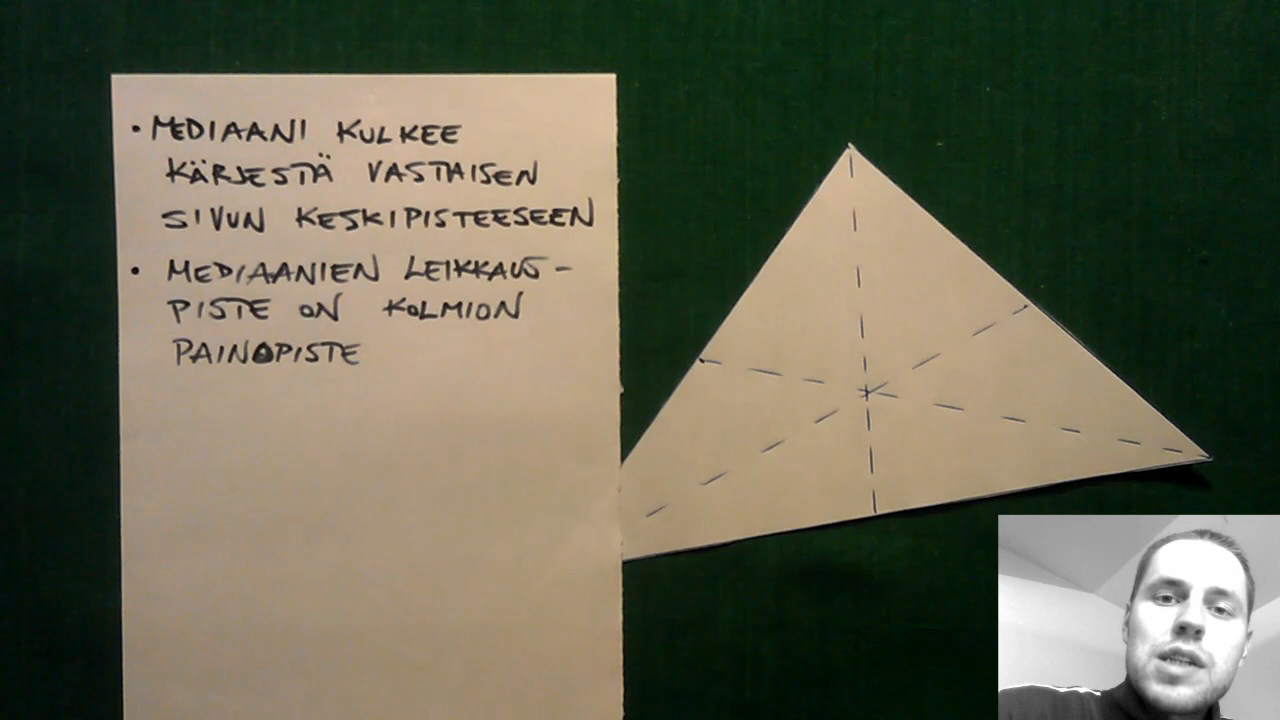 • MEDIAANI KULKEE
KÄRJESTÄ VASTAISEN
SIVUN KESKIPISTEESEEN
• MEDIAANIEN LEIKKAUS-
PISTE ON KOLMION
PAINOPISTE